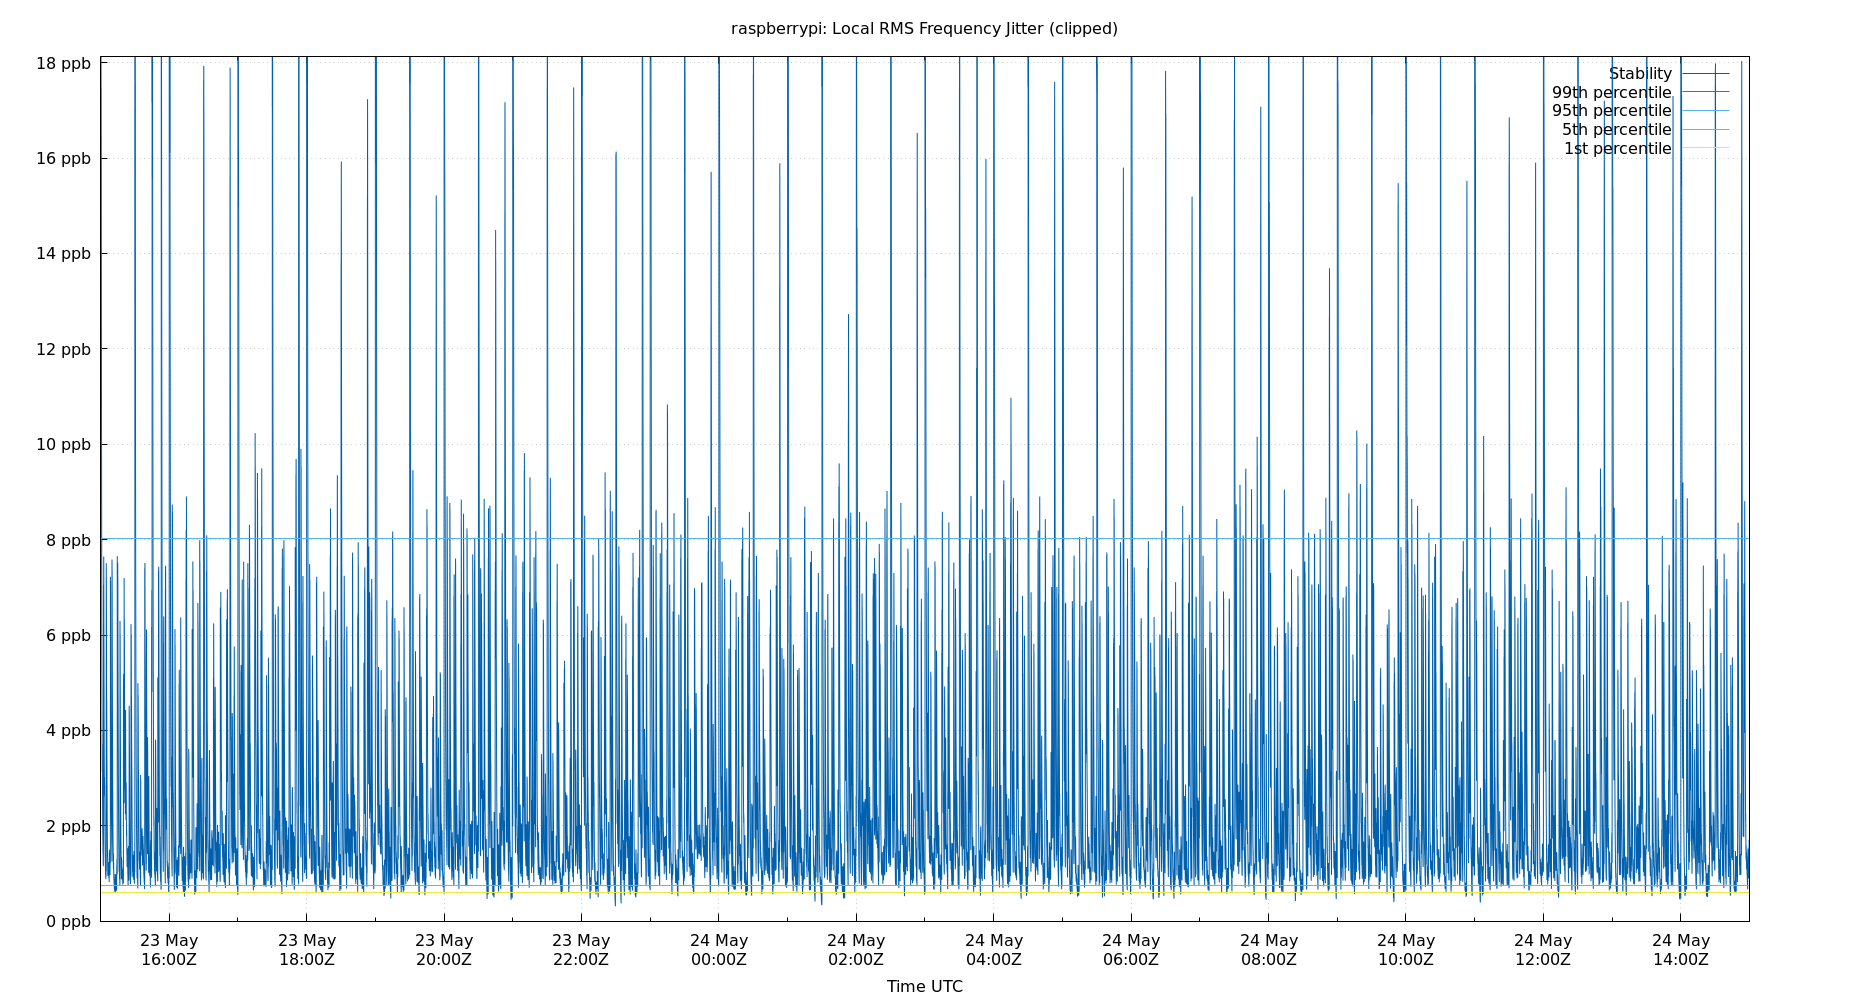 raspberrypi: Local RMS Frequency Jitter (clipped)
18 ppb
16 ppb
14 ppb
12 ppb
10 ppb
8 ppb
6 ppb
4 ppb
2 ppb
0 ppb
Stability
99th percentile
95th percentile
5th percentile
1st percentile
23 May
16:00Z
23 May
18:00Z
23 May
20:00Z
23 May
22:00Z
24 May
00:00Z
24 May
02:00Z
24 May
04:00Z
24 May
06:00Z
24 May
08:00Z
24 May
10:00Z
24 May
12:00Z
24 May
14:00Z
Time UTC